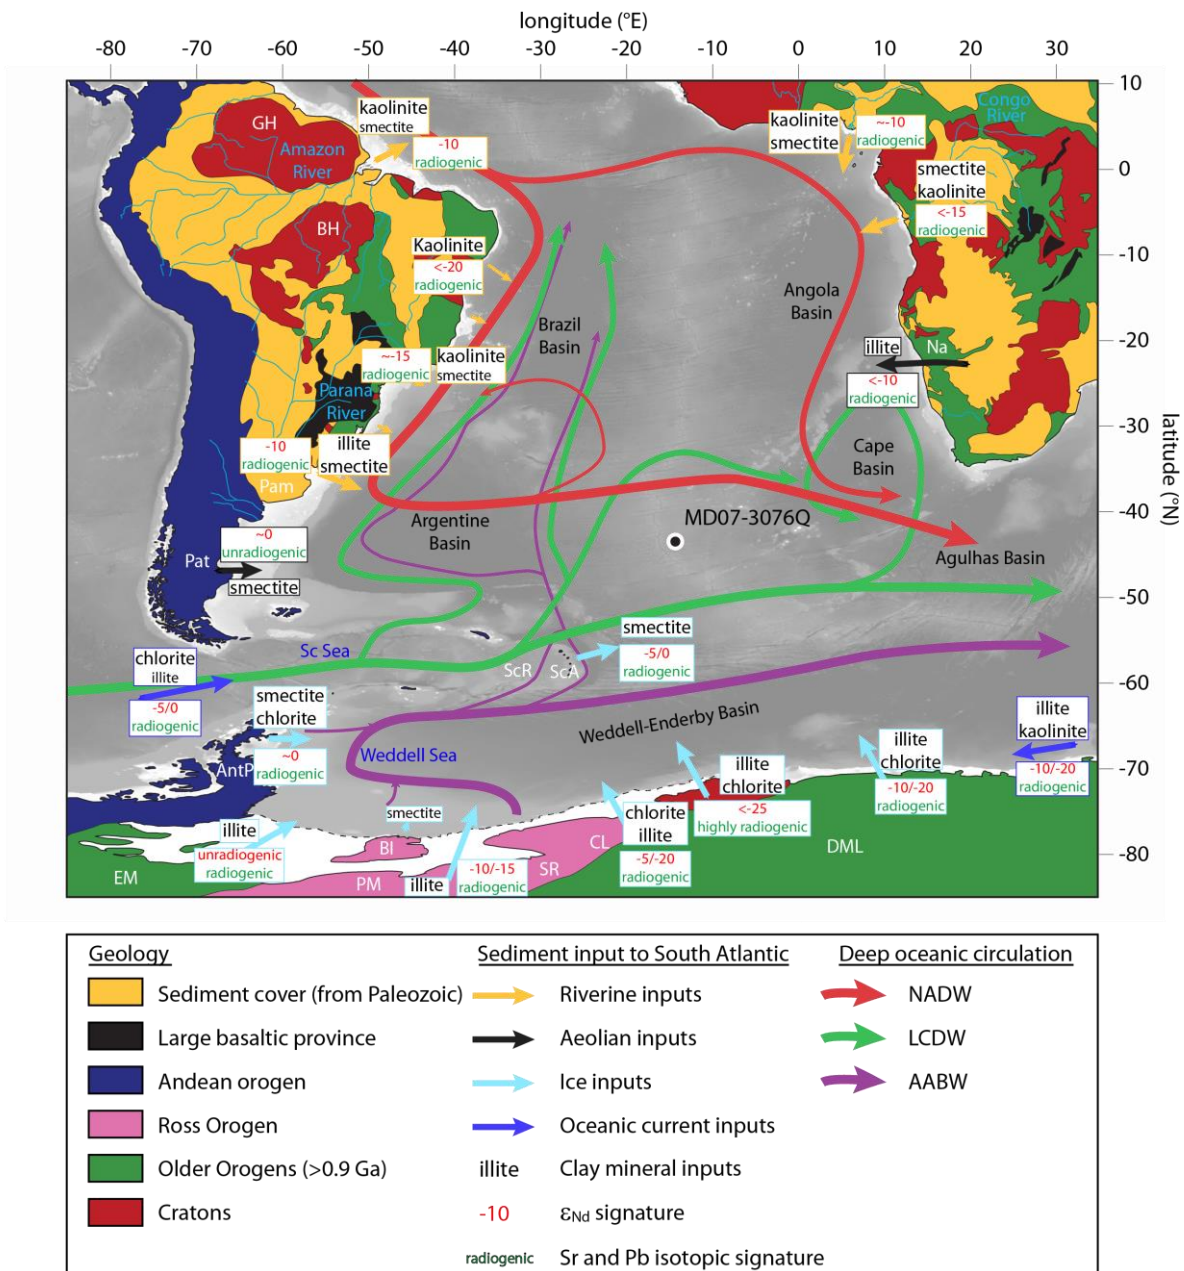 longitude (°E)
-80 -70 -60 -50 -40 -30 -20 -10 0 10 20 30
10
0
-10
-20
-30
-40
-50
-60
-70
-80
latitude (°N)
GH
Amazon
River
kaolinite
smectite
-10
radiogenic
kaolinite
smectite
~-10
radiogenic
Congo
River
smectite
kaolinite
<-15
radiogenic
BH
Kaolinite
<-20
radiogenic
Brazil
Basin
Angola
Basin
~-15
radiogenic
kaolinite
smectite
Parana
River
illite
Na
<-10
radiogenic
-10
radiogenic
illite
smectite
Pam
Cape
Basin
Argentine
Basin
MD07-3076Q
Agulhas Basin
~0
unradiogenic
Pat
smectite
Sc Sea
smectite
-5/0
radiogenic
ScR
ScA
chlorite
illite
-5/0
radiogenic
smectite
chlorite
~0
radiogenic
AntP
Weddell Sea
Weddell-Enderby Basin
illite
kaolinite
-10/-20
radiogenic
illite
chlorite
-10/-20
radiogenic
illite
chlorite
<-25
highly radiogenic
smectite
chlorite
illite
-5/-20
radiogenic
illite
unradiogenic
radiogenic
BI
CL
DML
EM
PM
illite
-10/-15
radiogenic
SR
Geology
Sediment cover (from Paleozoic)
Large basaltic province
Andean orogen
Ross Orogen
Older Orogens (>0.9 Ga)
Cratons
Sediment input to South Atlantic
Riverine inputs
Aeolian inputs
Ice inputs
Oceanic current inputs
illite Clay mineral inputs
-10 εNd signature
radiogenic Sr and Pb isotopic signature
Deep oceanic circulation
NADW
LCDW
AABW